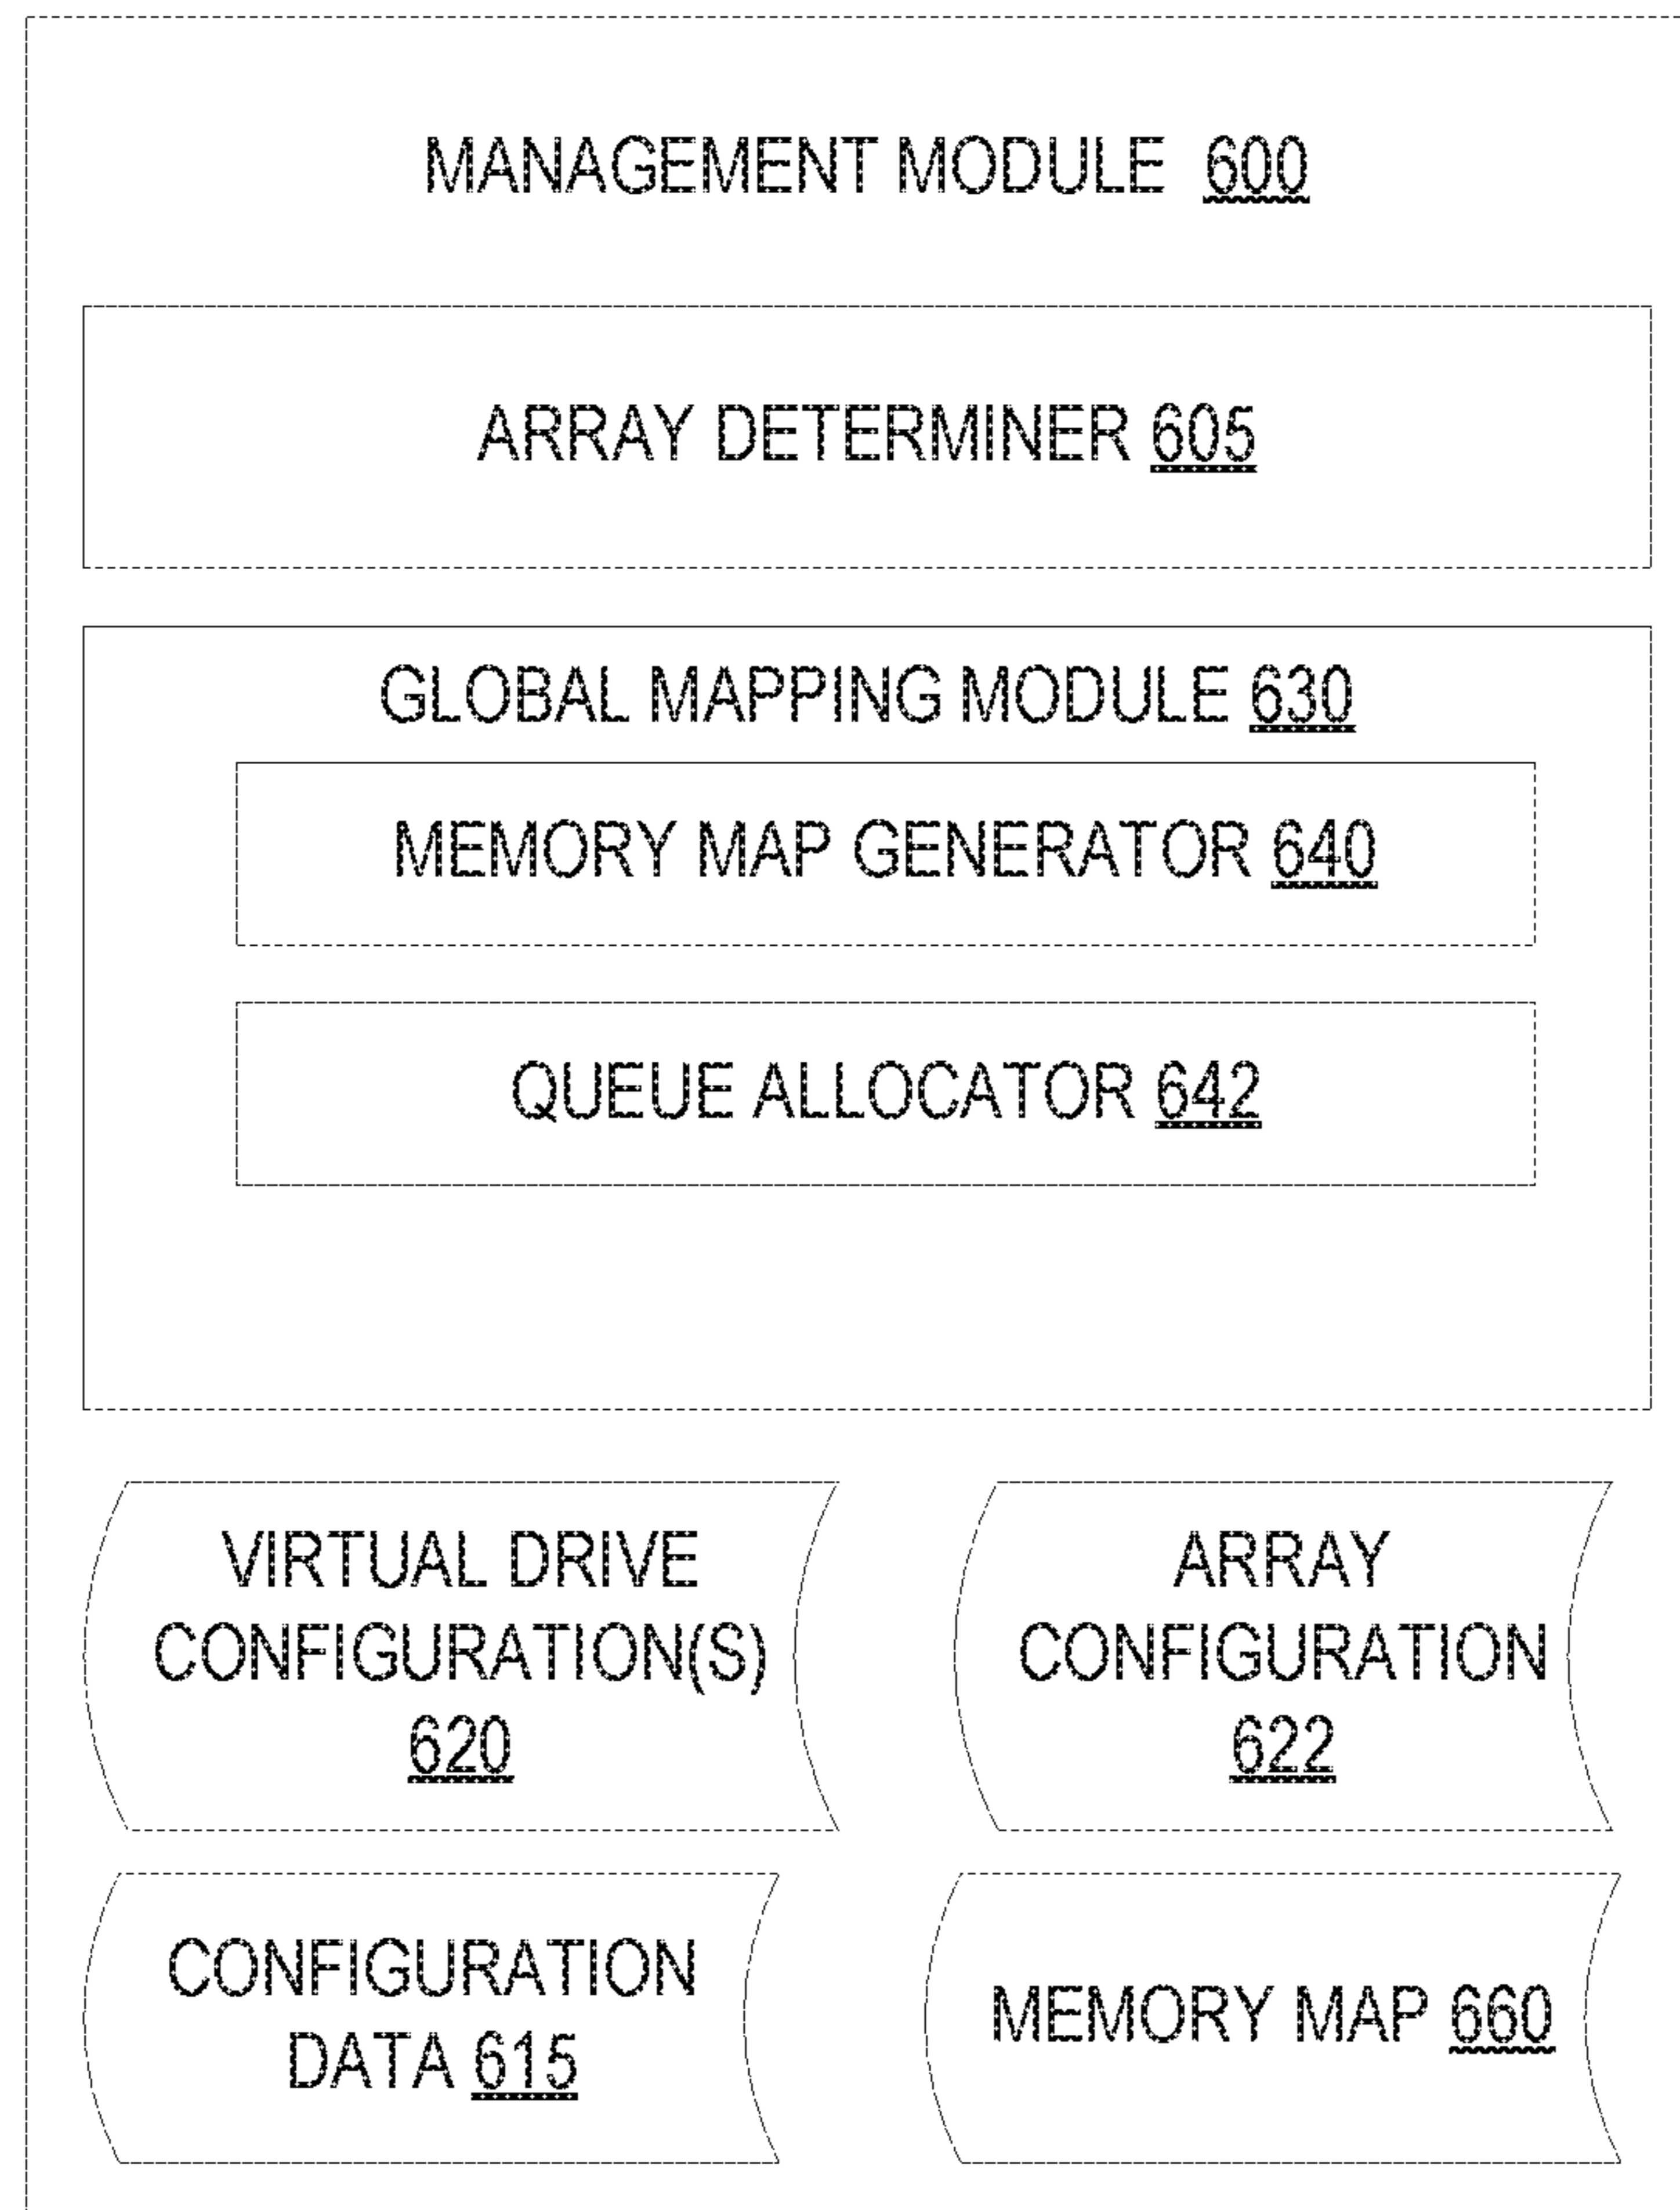 MANAGEMENT MODULE 600
ARRAY DETERMINER 605
GLOBAL MAPPING MODULE 630
MEMORY MAP GENERATOR 640
QUEUE ALLOCATOR 642
VIRTUAL DRIVE
CONFIGURATION(S)
620
ARRAY
CONFIGURATION
622
CONFIGURATION
DATA 615
MEMORY MAP 660